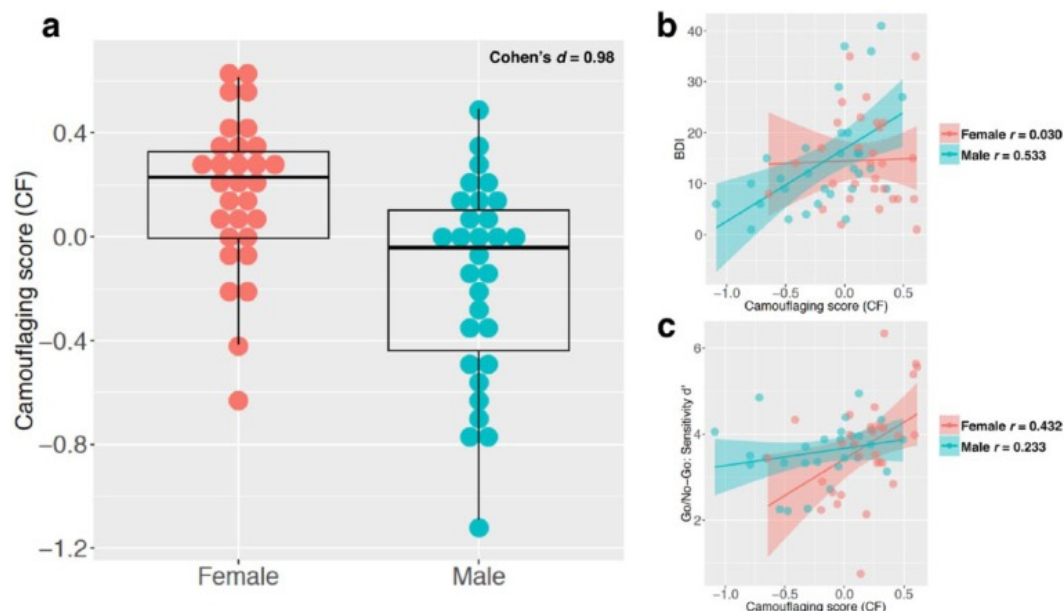 a
Cohen's d = 0.98
Camouflaging score (CF)
0.4
0.0
−0.4
−0.8
−1.2
Female
Male
b
BDI
40
30
20
10
0
−1.0
−0.5
0.0
0.5
Camouflaging score (CF)
Female r = 0.030
Male r = 0.533
c
Go/No−Go: Sensitivity d'
6
4
2
−1.0
−0.5
0.0
0.5
Camouflaging score (CF)
Female r = 0.432
Male r = 0.233